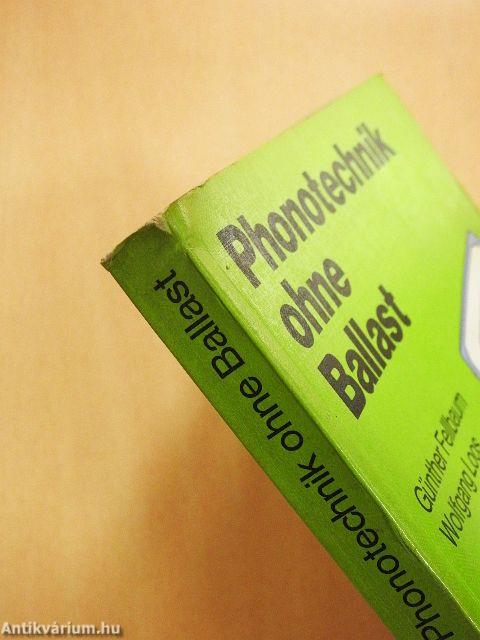 Phonotechnik
ohne
Ballast
Günther Fellbaum
Wolfgang Loos
Phonotechnik ohne Ballast
Antikvárium.hu